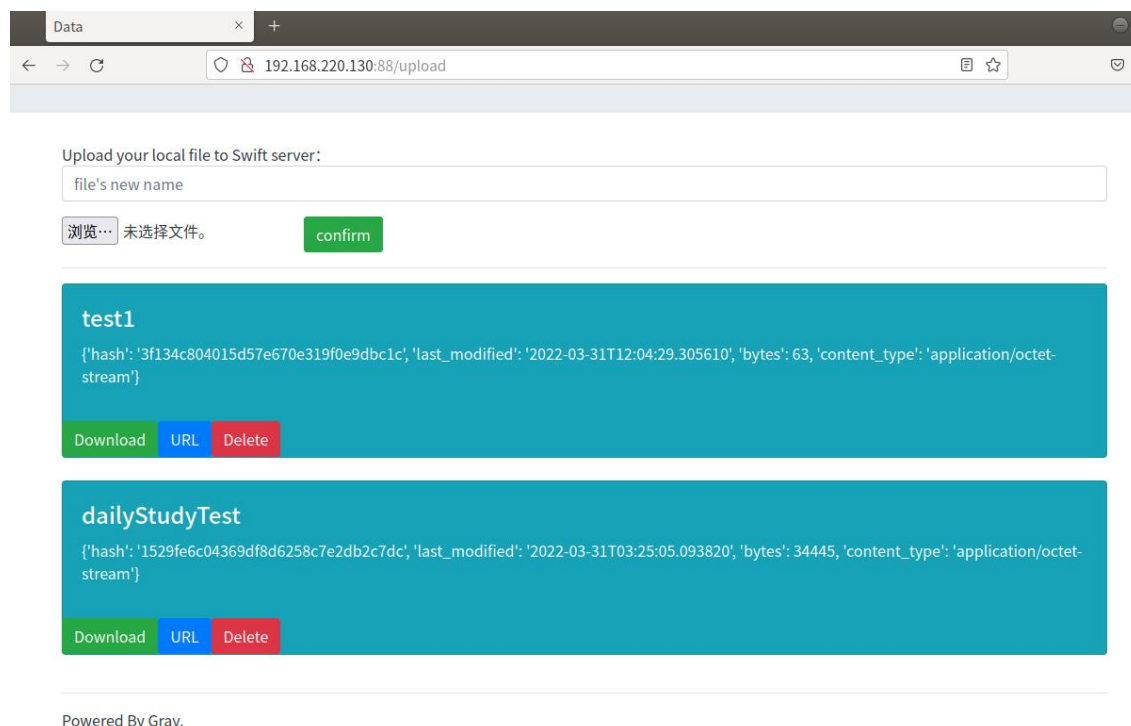 Data
192.168.220.130:88/upload
Upload your local file to Swift server：
file's new name
浏览… 未选择文件。 confirm
test1
{'hash': '3f134c804015d57e670e319f0e9dbc1c', 'last_modified': '2022-03-31T12:04:29.305610', 'bytes': 63, 'content_type': 'application/octet-
stream'}
Download URL Delete
dailyStudyTest
{'hash': '1529fe6c04369df8d6258c7e2db2c7dc', 'last_modified': '2022-03-31T03:25:05.093820', 'bytes': 34445, 'content_type': 'application/octet-
stream'}
Download URL Delete
Powered By Gray.